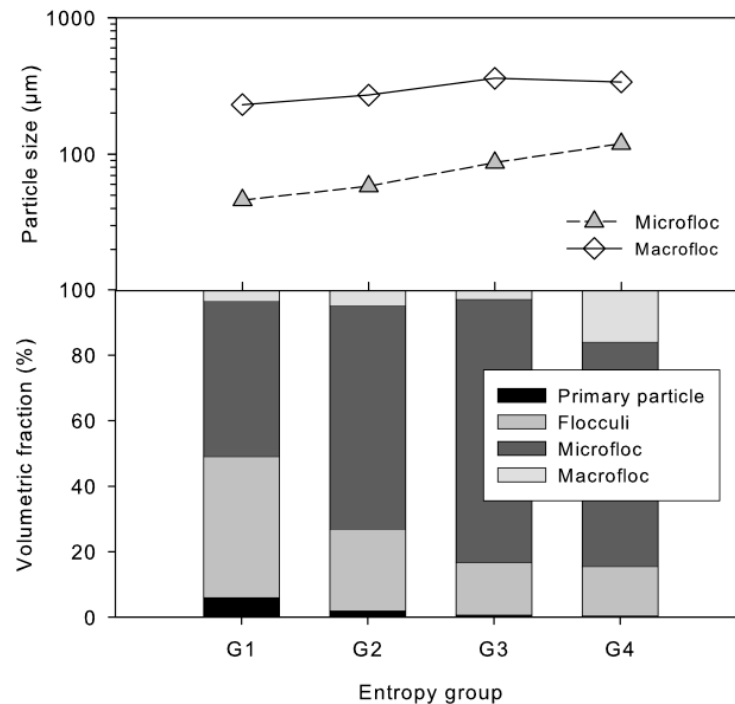 1000
100
Particle size (μm)
Microfloc
Macrofloc
100
80
60
40
20
0
Volumetric fraction (%)
Primary particle
Flocculi
Microfloc
Macrofloc
G1 G2 G3 G4
Entropy group